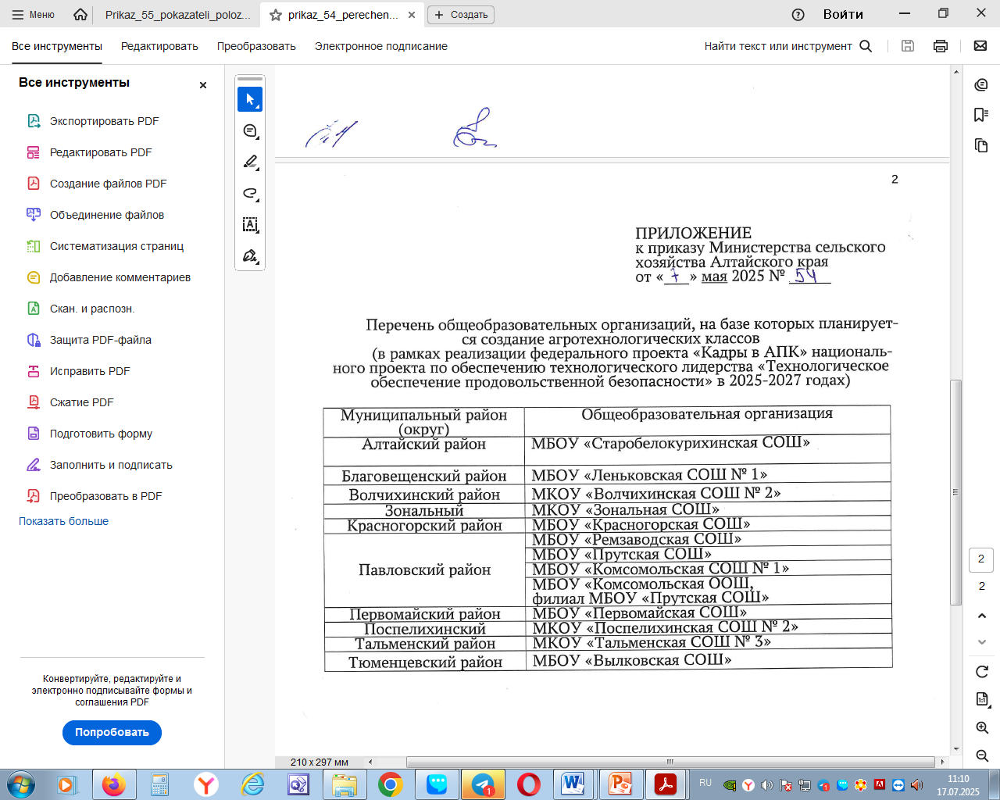 Меню
Prikaz_55_pokazateli_poloz...
prikaz_54_perechen...
Создать
Войти
Все инструменты
Редактировать
Преобразовать
Электронное подписание
Найти текст или инструмент
Все инструменты
Экспортировать PDF
Редактировать PDF
Создание файлов PDF
Объединение файлов
Систематизация страниц
Добавление комментариев
Скан. и распозн.
Защита PDF-файла
Исправить PDF
Сжатие PDF
Подготовить форму
Заполнить и подписать
Преобразовать в PDF
Показать больше
Конвертируйте, редактируйте и
электронно подписывайте формы и
соглашения PDF
Попробовать
2
ПРИЛОЖЕНИЕ
к приказу Министерства сельского
хозяйства Алтайского края
от «7» мая 2025 № 54
Перечень общеобразовательных организаций, на базе которых планирует-
ся создание агротехнологических классов
(в рамках реализации федерального проекта «Кадры в АПК» националь-
ного проекта по обеспечению технологического лидерства «Технологическое
обеспечение продовольственной безопасности» в 2025-2027 годах)
Муниципальный район
(округ)
Общеобразовательная организация
Алтайский район
МБОУ «Старобелокурихинская СОШ»
Благовещенский район
МБОУ «Леньковская СОШ № 1»
Волчихинский район
МКОУ «Волчихинская СОШ № 2»
Зональный
МКОУ «Зональная СОШ»
Красногорский район
МБОУ «Красногорская СОШ»
Павловский район
МБОУ «Ремзаводская СОШ»
МБОУ «Прутская СОШ»
МБОУ «Комсомольская СОШ № 1»
МБОУ «Комсомольская ООШ,
филиал МБОУ «Прутская СОШ»
Первомайский район
МБОУ «Первомайская СОШ»
Поспелихинский
МКОУ «Поспелихинская СОШ № 2»
Тальменский район
МКОУ «Тальменская СОШ № 3»
Тюменцевский район
МБОУ «Вылковская СОШ»
2
2
1:1
210 x 297 мм
1
RU
11:10
17.07.2025